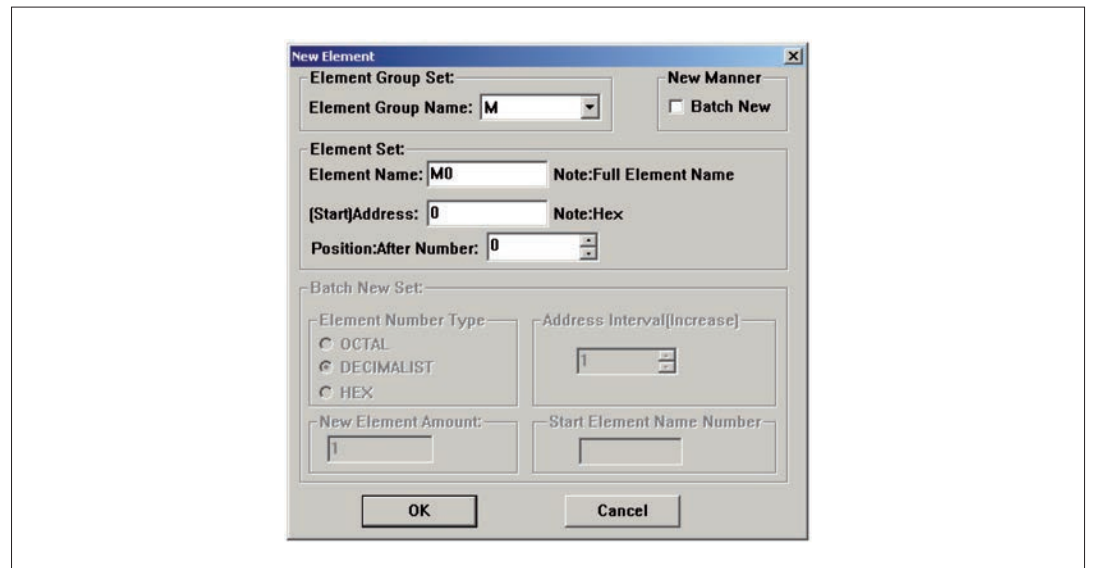 New Element
Element Group Set:
Element Group Name: M
New Manner
Batch New
Element Set:
Element Name: M0 Note:Full Element Name
(Start)Address: 0 Note:Hex
Position:After Number: 0
Batch New Set:
Element Number Type
OCTAL
DECIMALIST
HEX
Address Interval(Increase)
1
New Element Amount:
1
Start Element Name Number
OK Cancel